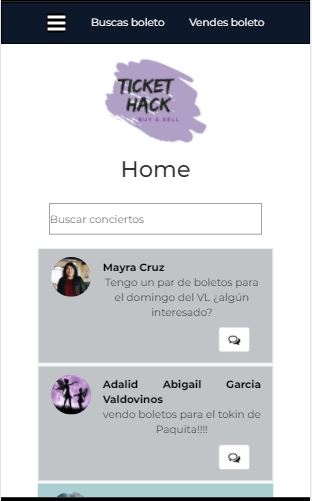 Buscas boleto Vendes boleto
TICKET
HACK
BUY & SELL
Home
Buscar conciertos
Mayra Cruz
Tengo un par de boletos para
el domingo del VL ¿algún
interesado?
Adalid Abigail Garcia
Valdovinos
vendo boletos para el tokin de
Paquita!!!!